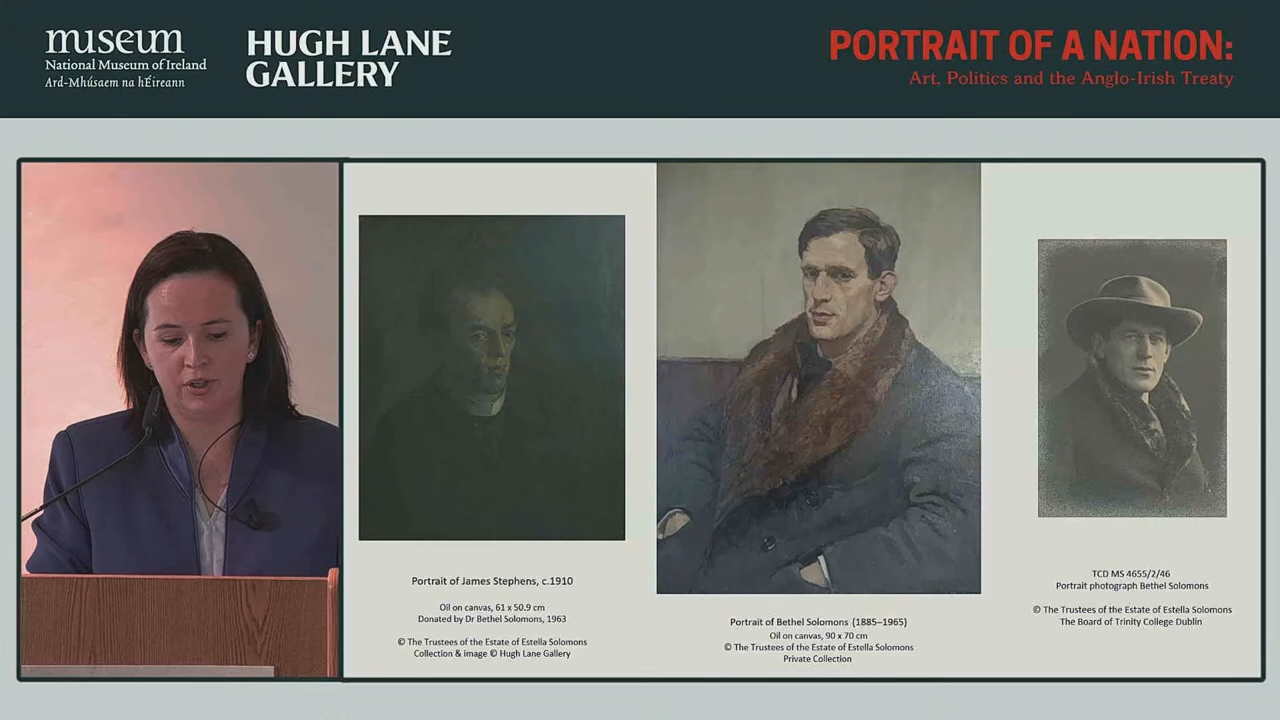 museum
National Museum of Ireland
Ard-Mhúsaem na hÉireann
HUGH LANE
GALLERY
PORTRAIT OF A NATION:
Art, Politics and the Anglo-Irish Treaty
Portrait of James Stephens, c.1910
Oil on canvas, 61 x 50.9 cm
Donated by Dr Bethel Solomons, 1963
© The Trustees of the Estate of Estella Solomons
Collection & image © Hugh Lane Gallery
Portrait of Bethel Solomons (1885–1965)
Oil on canvas, 90 x 70 cm
© The Trustees of the Estate of Estella Solomons
Private Collection
TCD MS 4655/2/46
Portrait photograph Bethel Solomons
© The Trustees of the Estate of Estella Solomons
The Board of Trinity College Dublin